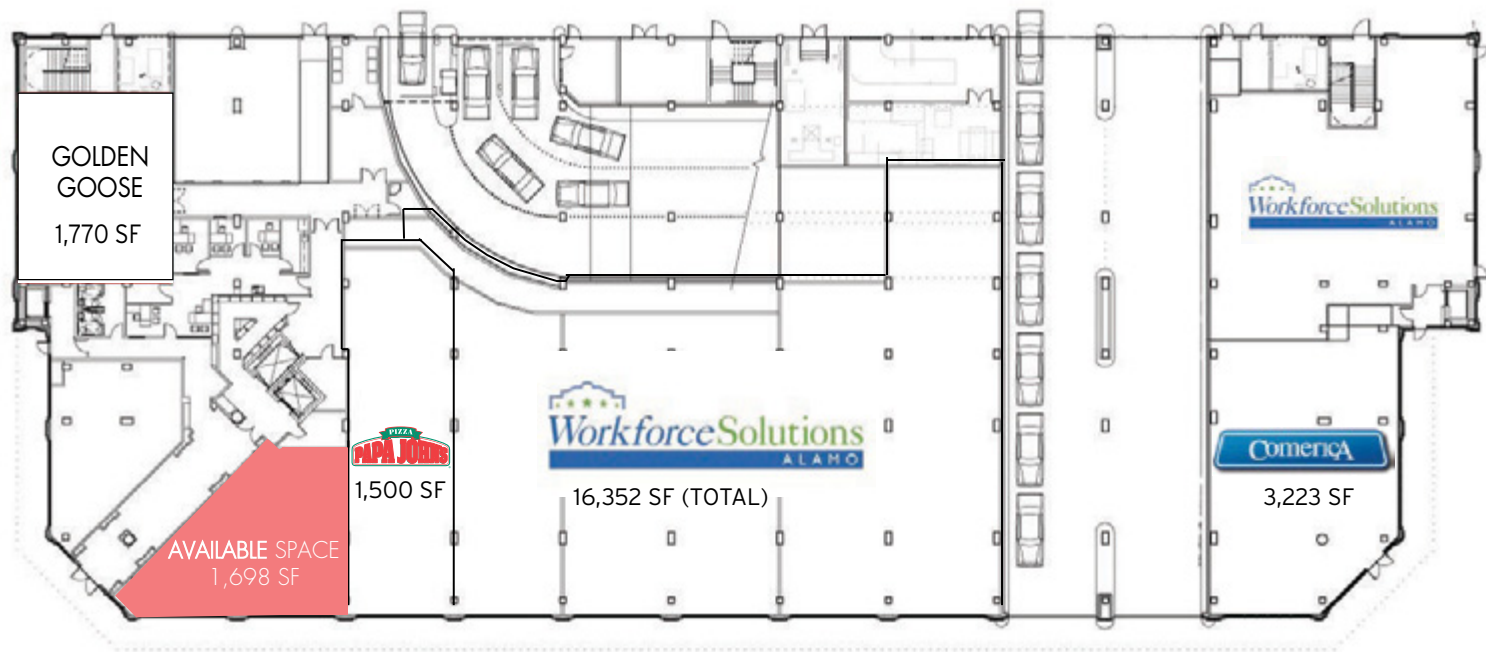 GOLDEN
GOOSE
1,770 SF
WorkforceSolutions
ALAMO
PIZZA
PAPA JOHNS
1,500 SF
WorkforceSolutions
ALAMO
16,352 SF (TOTAL)
ComericA
3,223 SF
AVAILABLE SPACE
1,698 SF